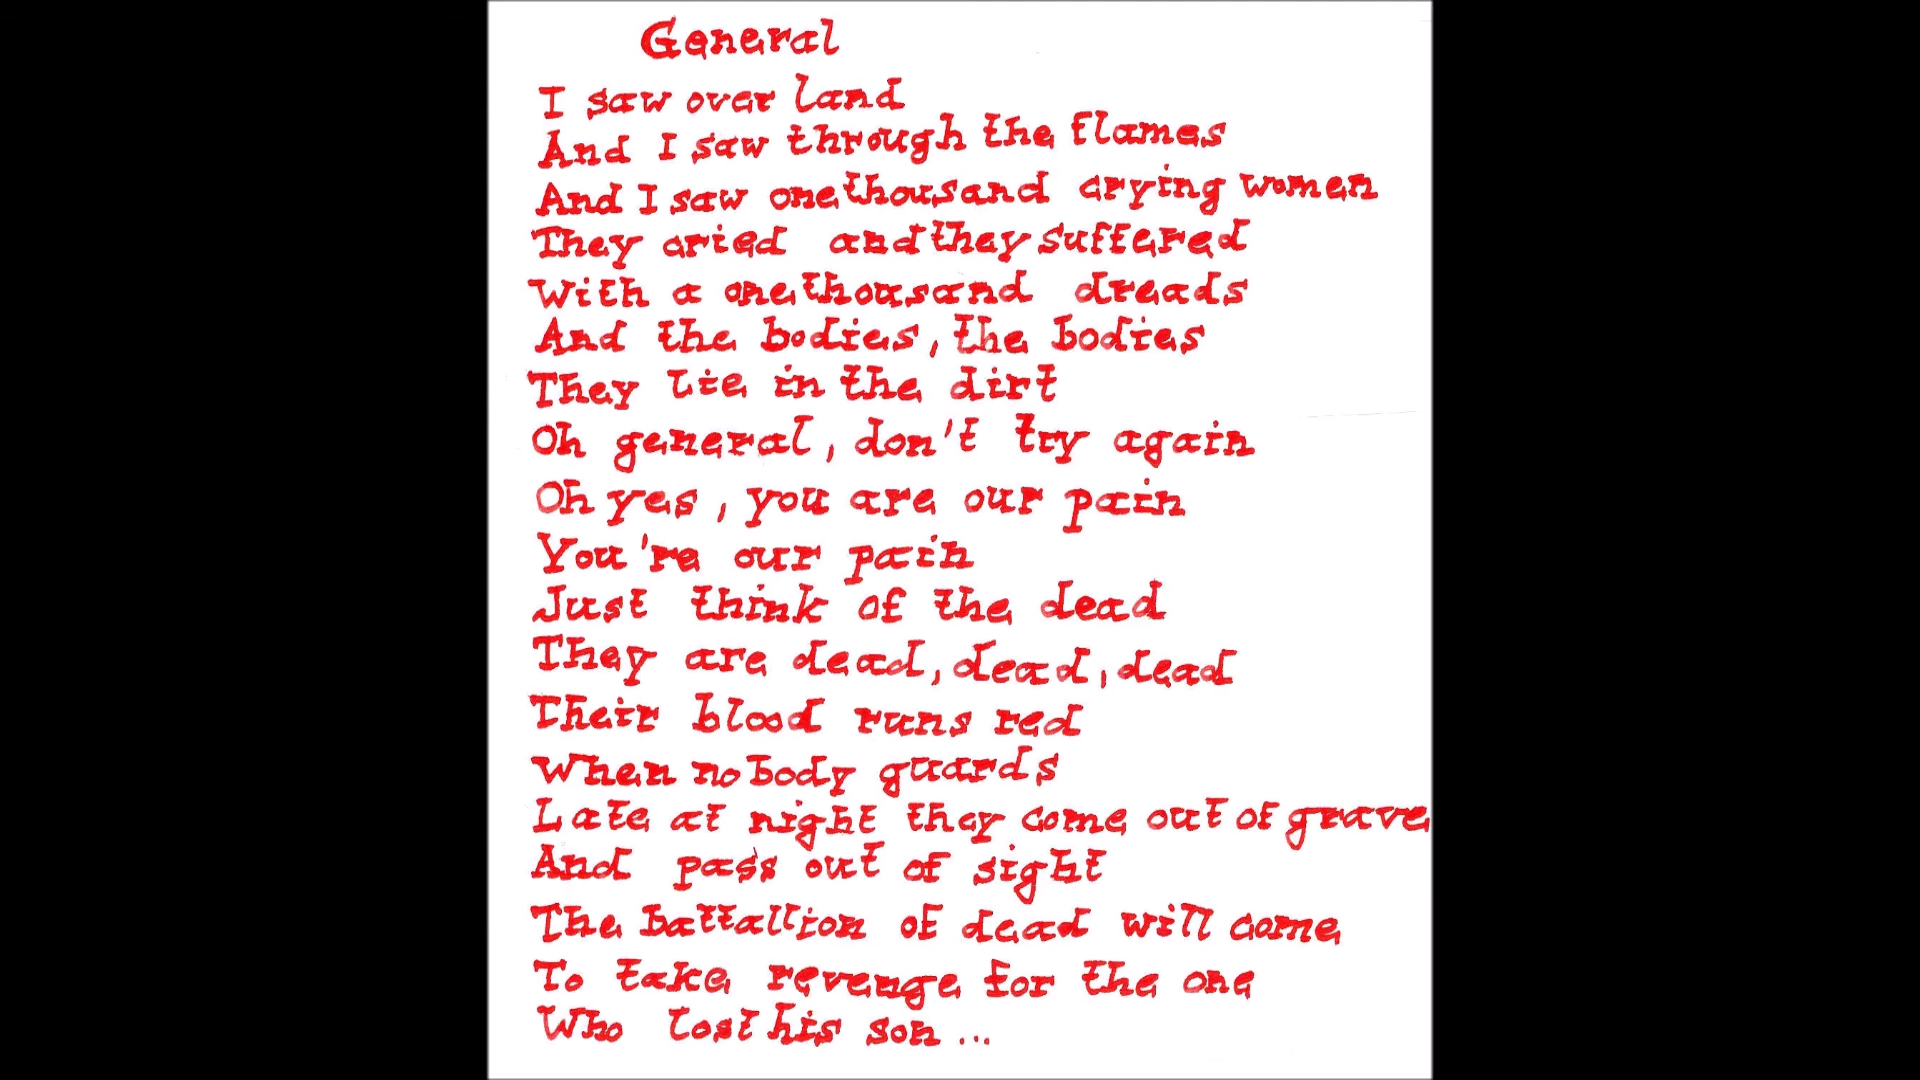 General
I saw over land
And I saw through the flames
And I saw one thousand crying women
They cried and they suffered
With a one thousand dreads
And the bodies, the bodies
They lie in the dirt
Oh general, don't try again
Oh yes, you are our pain
You're our pain
Just think of the dead
They are dead, dead, dead
Their blood runs red
When nobody guards
Late at night they come out of grave
And pass out of sight
The battallion of dead will come
To take revenge for the one
Who lost his son...